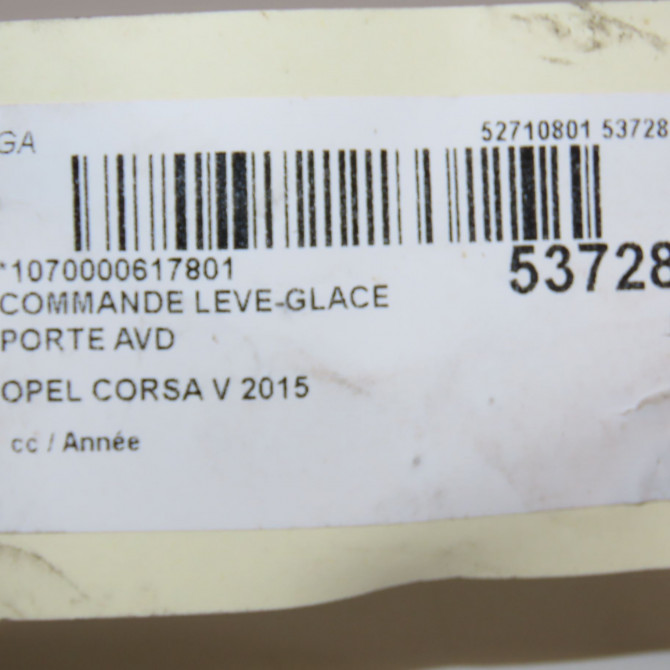 GA
52710801 53728
*1070000617801
53728
COMMANDE LEVE-GLACE
PORTE AVD
OPEL CORSA V 2015
cc / Année